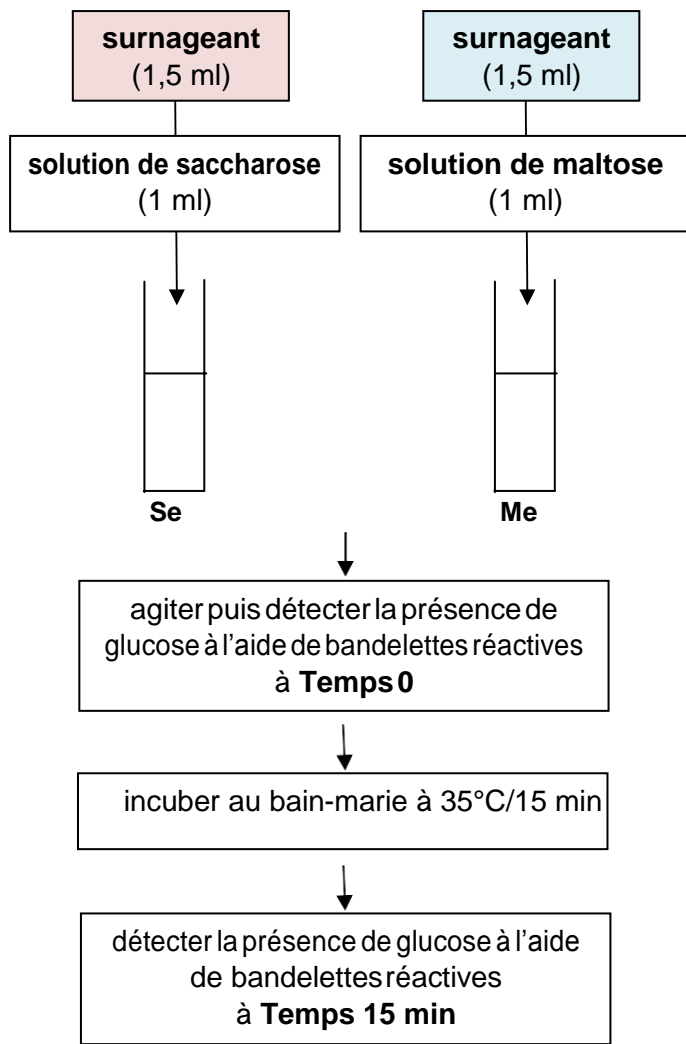 surnageant
(1,5 ml)
surnageant
(1,5 ml)
solution de saccharose
(1 ml)
solution de maltose
(1 ml)
Se
Me
agiter puis détecter la présence de
glucose à l’aide de bandelettes réactives
à Temps 0
incuber au bain-marie à 35°C/15 min
détecter la présence de glucose à l’aide
de bandelettes réactives
à Temps 15 min